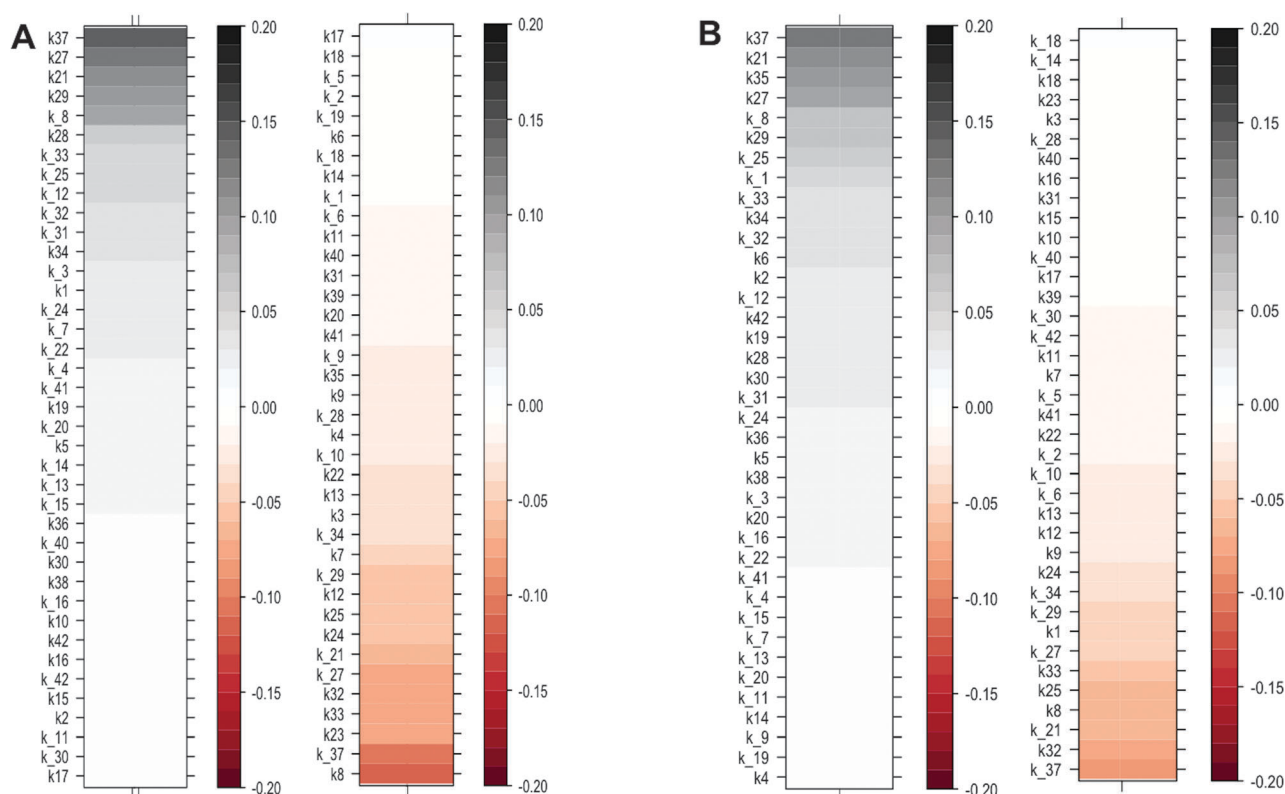 A
k37
k27
k21
k29
k_8
k28
k_33
k_25
k_12
k_32
k_31
k34
k_3
k1
k_24
k_7
k_22
k_4
k_41
k19
k_20
k5
k_14
k_13
k_15
k36
k_40
k30
k38
k_16
k10
k42
k16
k_42
k15
k2
k_11
k_30
k17
0.20
0.15
0.10
0.05
0.00
-0.05
-0.10
-0.15
-0.20
k17
k18
k_5
k_2
k_19
k6
k_18
k14
k_1
k_6
k11
k40
k31
k39
k20
k41
k_9
k35
k9
k_28
k4
k_10
k22
k13
k3
k_34
k7
k_29
k12
k25
k24
k_21
k_27
k32
k33
k23
k_37
k8
0.20
0.15
0.10
0.05
0.00
-0.05
-0.10
-0.15
-0.20
B
k37
k21
k35
k27
k_8
k29
k_25
k_1
k_33
k34
k_32
k6
k2
k_12
k42
k19
k28
k30
k_31
k_24
k36
k5
k38
k_3
k20
k_16
k_22
k_41
k_4
k_15
k_7
k_13
k_20
k_11
k14
k_9
k_19
k4
0.20
0.15
0.10
0.05
0.00
-0.05
-0.10
-0.15
-0.20
k_18
k_14
k18
k23
k3
k_28
k40
k16
k31
k15
k10
k_40
k17
k39
k_30
k_42
k11
k7
k_5
k41
k22
k_2
k_10
k_6
k13
k12
k9
k24
k_34
k_29
k1
k_27
k33
k25
k8
k_21
k32
k_37
0.20
0.15
0.10
0.05
0.00
-0.05
-0.10
-0.15
-0.20